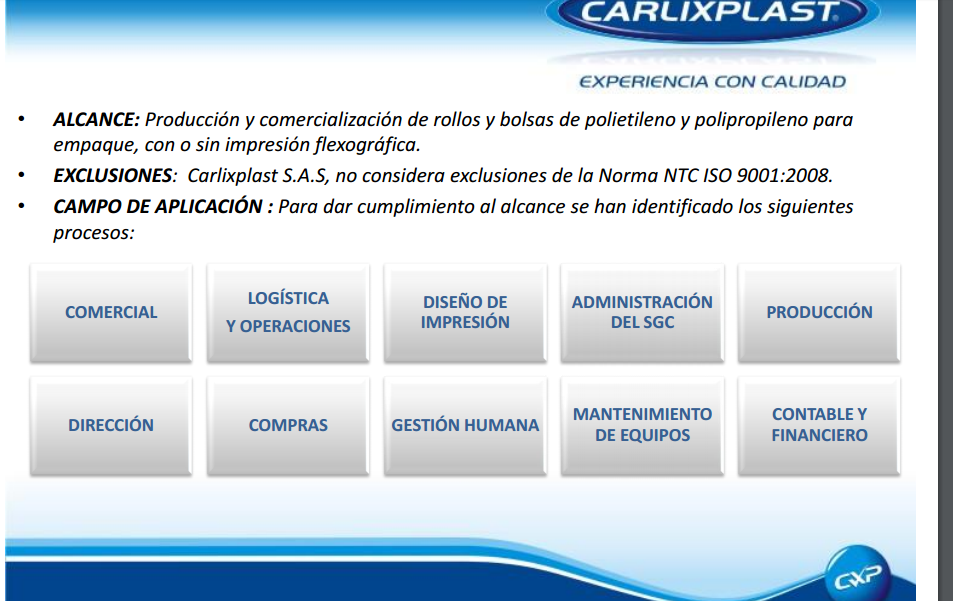 CARLIXPLAST®
EXPERIENCIA CON CALIDAD
• ALCANCE: Producción y comercialización de rollos y bolsas de polietileno y polipropileno para
empaque, con o sin impresión flexográfica.
• EXCLUSIONES: Carlixplast S.A.S, no considera exclusiones de la Norma NTC ISO 9001:2008.
• CAMPO DE APLICACIÓN : Para dar cumplimiento al alcance se han identificado los siguientes
procesos:
COMERCIAL
LOGÍSTICA
Y OPERACIONES
DISEÑO DE
IMPRESIÓN
ADMINISTRACIÓN
DEL SGC
PRODUCCIÓN
DIRECCIÓN
COMPRAS
GESTIÓN HUMANA
MANTENIMIENTO
DE EQUIPOS
CONTABLE Y
FINANCIERO
CXP